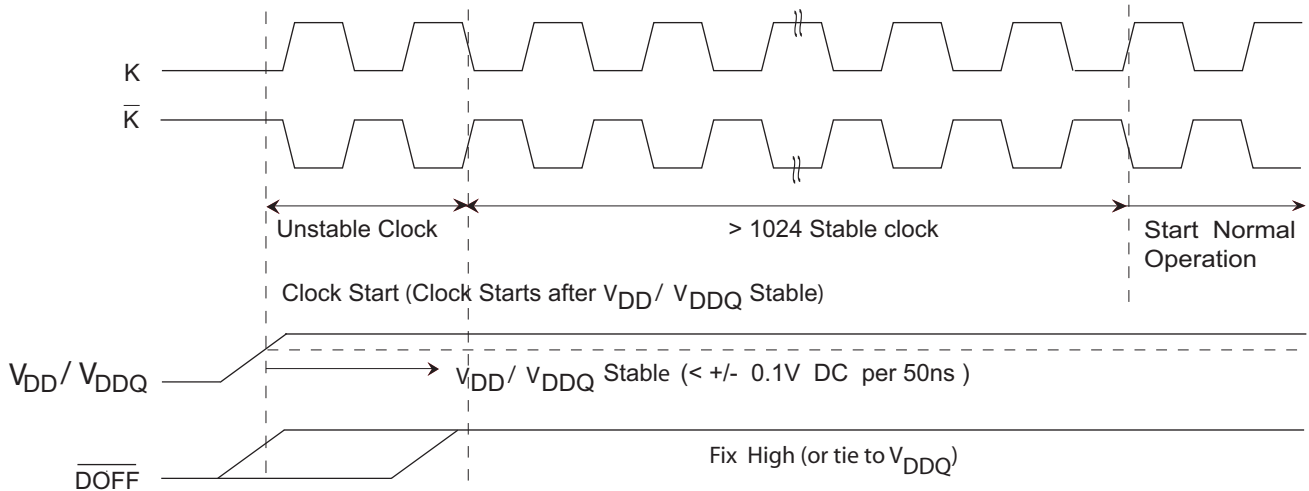 K
K
Unstable Clock
> 1024 Stable clock
Start Normal
Operation
Clock Start (Clock Starts after VDD/ VDDQ Stable)
VDD/ VDDQ
VDD/ VDDQ Stable (< +/- 0.1V DC per 50ns )
Fix High (or tie to VDDQ)
DOFF